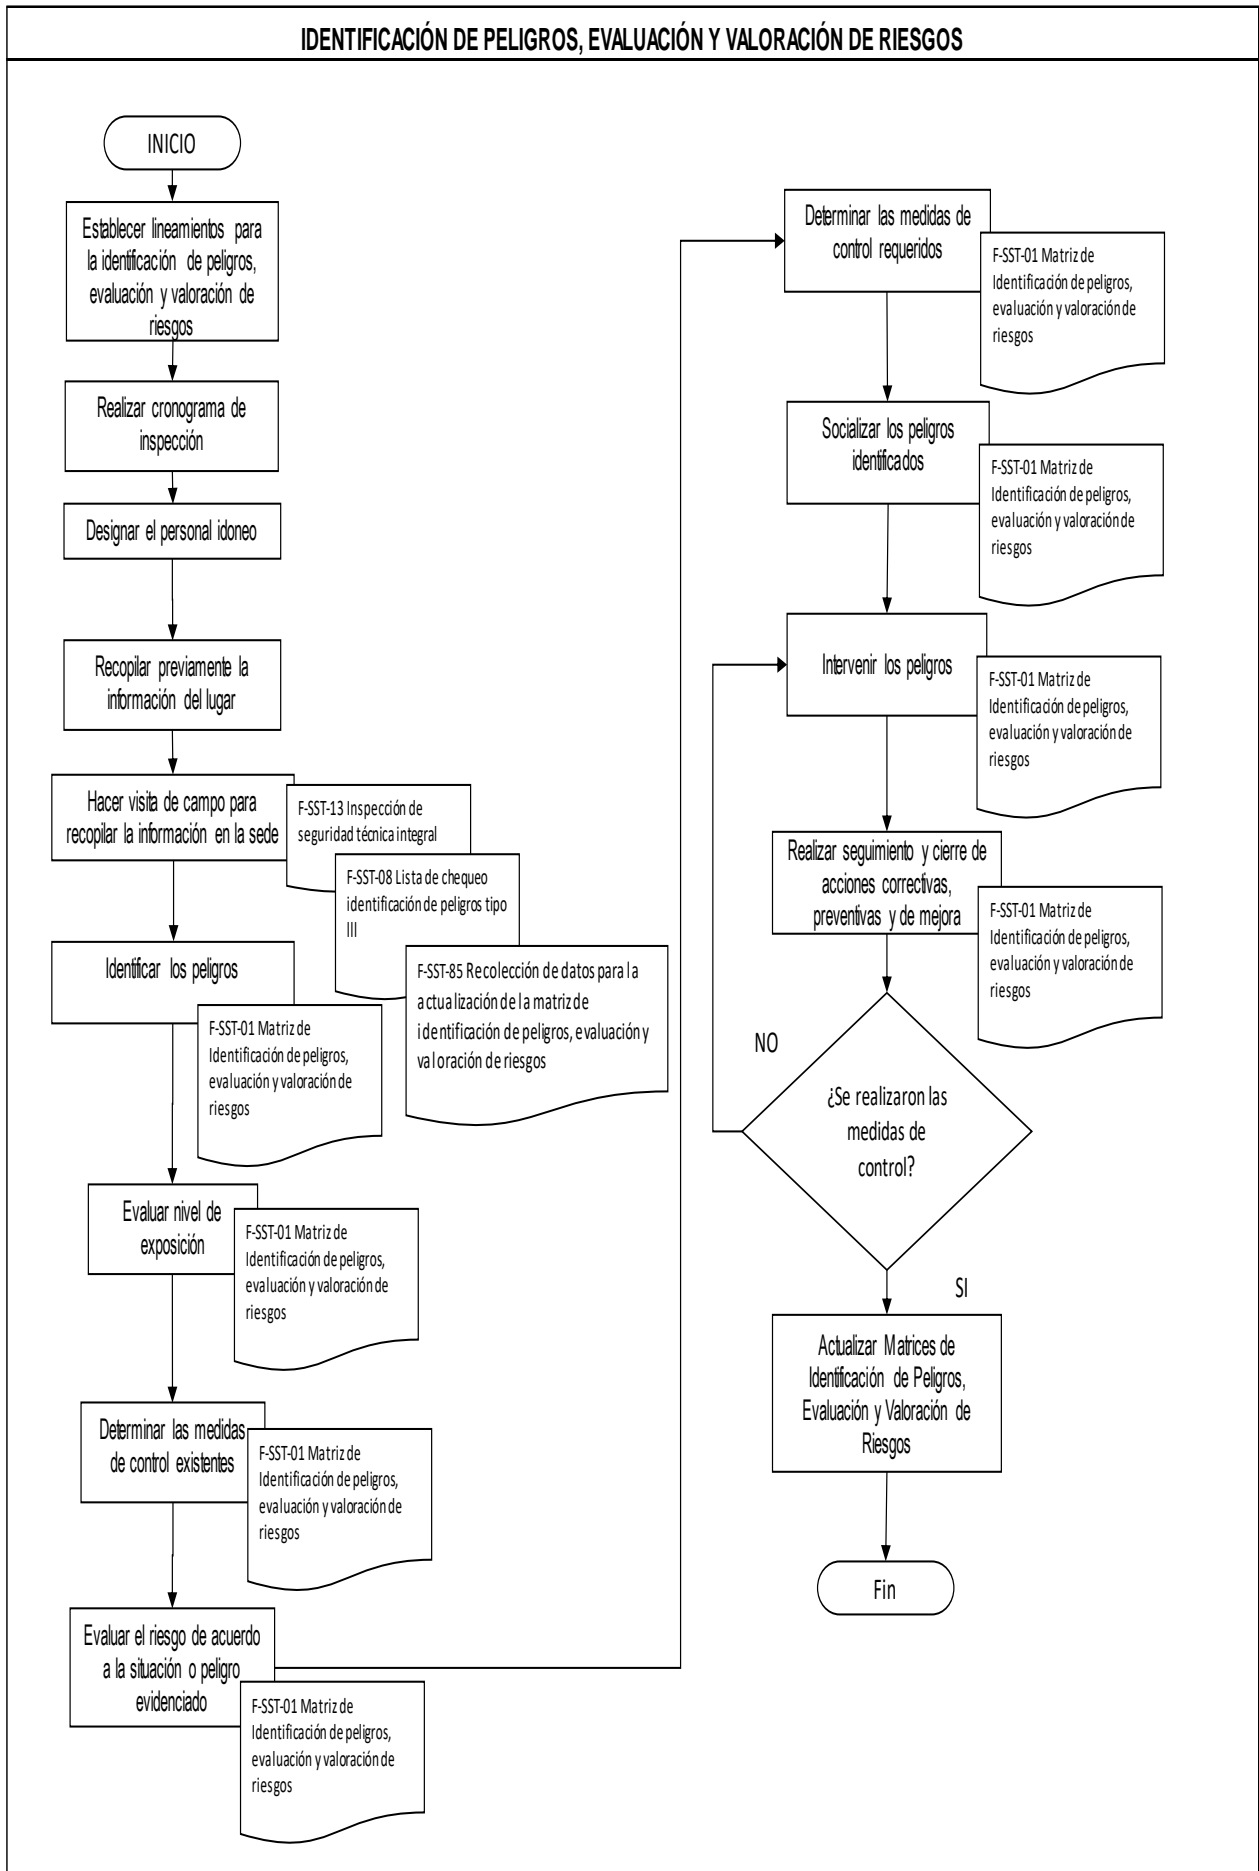 IDENTIFICACIÓN DE PELIGROS, EVALUACIÓN Y VALORACIÓN DE RIESGOS
INICIO
Establecer lineamientos para
la identificación de peligros,
evaluación y valoración de
riesgos
Realizar cronograma de
inspección
Designar el personal idoneo
Recopilar previamente la
información del lugar
Hacer visita de campo para
recopilar la información en la sede
F-SST-13 Inspección de
seguridad técnica integral
F-SST-08 Lista de chequeo
identificación de peligros tipo
III
F-SST-85 Recolección de datos para la
actualización de la matriz de
identificación de peligros, evaluación y
valoración de riesgos
Identificar los peligros
F-SST-01 Matriz de
Identificación de peligros,
evaluación y valoración de
riesgos
Evaluar nivel de
exposición
F-SST-01 Matriz de
Identificación de peligros,
evaluación y valoración de
riesgos
Determinar las medidas
de control existentes
F-SST-01 Matriz de
Identificación de peligros,
evaluación y valoración de
riesgos
Evaluar el riesgo de acuerdo
a la situación o peligro
evidenciado
F-SST-01 Matriz de
Identificación de peligros,
evaluación y valoración de
riesgos
Determinar las medidas de
control requeridos
F-SST-01 Matriz de
Identificación de peligros,
evaluación y valoración de
riesgos
Socializar los peligros
identificados
F-SST-01 Matriz de
Identificación de peligros,
evaluación y valoración de
riesgos
Intervenir los peligros
F-SST-01 Matriz de
Identificación de peligros,
evaluación y valoración de
riesgos
Realizar seguimiento y cierre de
acciones correctivas,
preventivas y de mejora
F-SST-01 Matriz de
Identificación de peligros,
evaluación y valoración de
riesgos
NO
¿Se realizaron las
medidas de
control?
SI
Actualizar Matrices de
Identificación de Peligros,
Evaluación y Valoración de
Riesgos
Fin